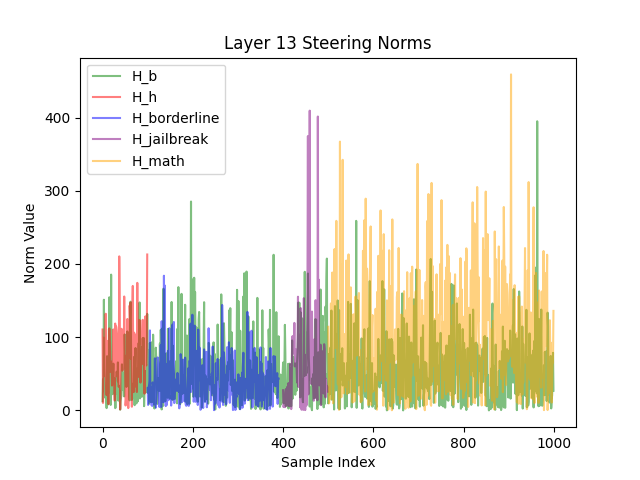 Layer 13 Steering Norms
H_b
H_h
H_borderline
H_jailbreak
H_math
Norm Value
400
300
200
100
0
0
200
400
600
800
1000
Sample Index